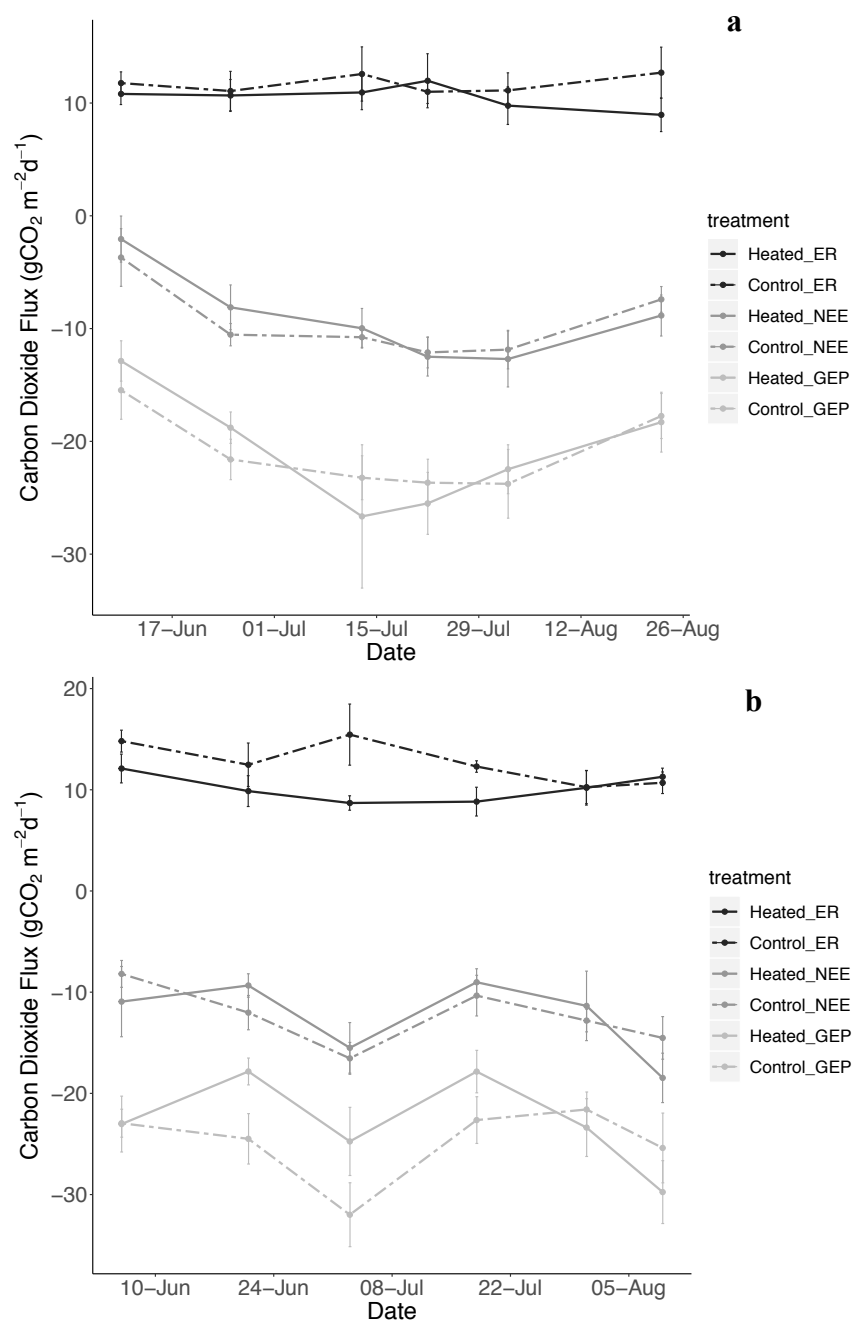 a
Carbon Dioxide Flux (gCO₂ m⁻²d⁻¹)
10
0
−10
−20
−30
17−Jun 01−Jul 15−Jul 29−Jul 12−Aug 26−Aug
Date
treatment
Heated_ER
Control_ER
Heated_NEE
Control_NEE
Heated_GEP
Control_GEP
b
Carbon Dioxide Flux (gCO₂ m⁻²d⁻¹)
20
10
0
−10
−20
−30
10−Jun 24−Jun 08−Jul 22−Jul 05−Aug
Date
treatment
Heated_ER
Control_ER
Heated_NEE
Control_NEE
Heated_GEP
Control_GEP